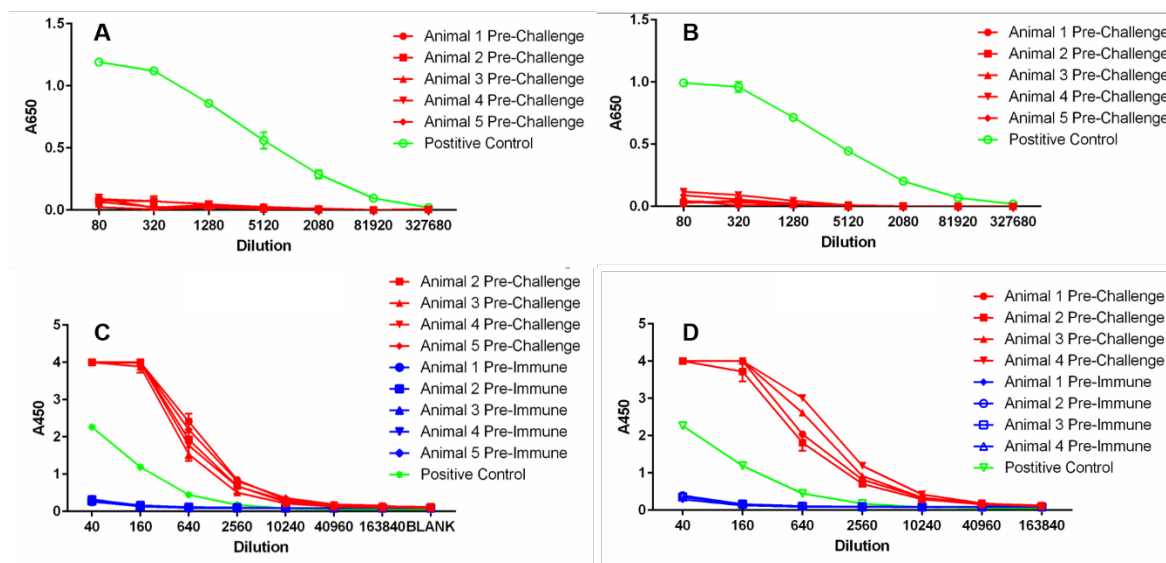 A
A650
1.5
1.0
0.5
0.0
80 320 1280 5120 2080 81920 327680
Dilution
Animal 1 Pre-Challenge
Animal 2 Pre-Challenge
Animal 3 Pre-Challenge
Animal 4 Pre-Challenge
Animal 5 Pre-Challenge
Postitive Control
B
A650
1.5
1.0
0.5
0.0
80 320 1280 5120 2080 81920 327680
Dilution
Animal 1 Pre-Challenge
Animal 2 Pre-Challenge
Animal 3 Pre-Challenge
Animal 4 Pre-Challenge
Animal 5 Pre-Challenge
Postitive Control
C
A450
5
4
3
2
1
0
40 160 640 2560 10240 40960 163840BLANK
Dilution
Animal 2 Pre-Challenge
Animal 3 Pre-Challenge
Animal 4 Pre-Challenge
Animal 5 Pre-Challenge
Animal 1 Pre-Immune
Animal 2 Pre-Immune
Animal 3 Pre-Immune
Animal 4 Pre-Immune
Animal 5 Pre-Immune
Positive Control
D
A450
5
4
3
2
1
0
40 160 640 2560 10240 40960 163840
Dilution
Animal 1 Pre-Challenge
Animal 2 Pre-Challenge
Animal 3 Pre-Challenge
Animal 4 Pre-Challenge
Animal 1 Pre-Immune
Animal 2 Pre-Immune
Animal 3 Pre-Immune
Animal 4 Pre-Immune
Postitive Control